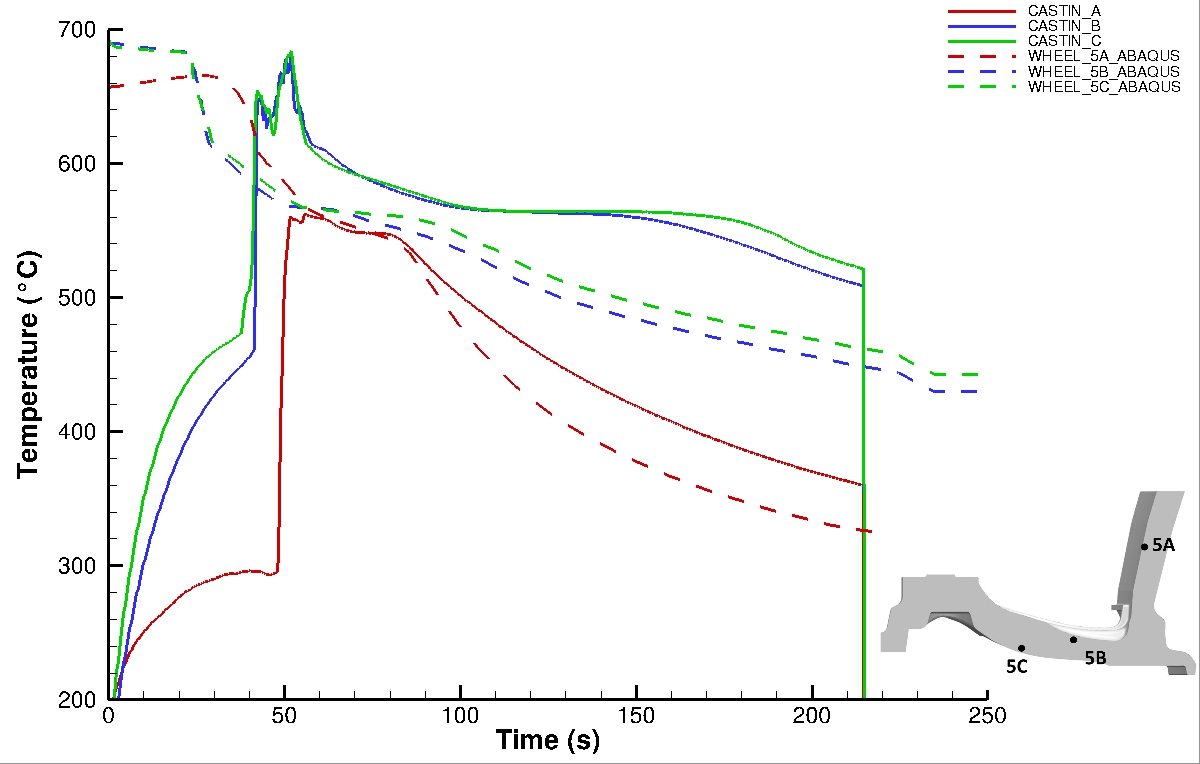 CASTIN_A
CASTIN_B
CASTIN_C
WHEEL_5A_ABAQUS
WHEEL_5B_ABAQUS
WHEEL_5C_ABAQUS
700
600
500
400
300
200
Temperature (°C)
5A
5B
5C
0 50 100 150 200 250
Time (s)